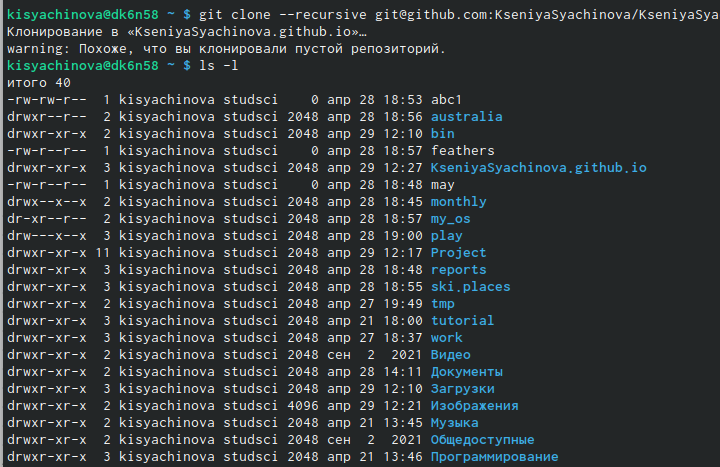 kisyachinova@dk6n58 ~ $ git clone --recursive git@github.com:KseniyaSyachinova/KseniyaSya
Клонирование в «KseniyaSyachinova.github.io»…
warning: Похоже, что вы клонировали пустой репозиторий.
kisyachinova@dk6n58 ~ $ ls -l
итого 40
-rw-rw-r-- 1 kisyachinova studsci 0 апр 28 18:53 abc1
drwxr--r-- 2 kisyachinova studsci 2048 апр 28 18:56 australia
drwxr-xr-x 2 kisyachinova studsci 2048 апр 29 12:10 bin
-rw-r--r-- 1 kisyachinova studsci 0 апр 28 18:57 feathers
drwxr-xr-x 3 kisyachinova studsci 2048 апр 29 12:27 KseniyaSyachinova.github.io
-rw-r--r-- 1 kisyachinova studsci 0 апр 28 18:48 may
drwx--x--x 2 kisyachinova studsci 2048 апр 28 18:45 monthly
dr-xr--r-- 2 kisyachinova studsci 2048 апр 28 18:57 my_os
drw---x--x 3 kisyachinova studsci 2048 апр 28 19:00 play
drwxr-xr-x 11 kisyachinova studsci 2048 апр 29 12:17 Project
drwxr-xr-x 3 kisyachinova studsci 2048 апр 28 18:48 reports
drwxr-xr-x 3 kisyachinova studsci 2048 апр 28 18:55 ski.places
drwxr-xr-x 2 kisyachinova studsci 2048 апр 27 19:49 tmp
drwxr-xr-x 3 kisyachinova studsci 2048 апр 21 18:00 tutorial
drwxr-xr-x 3 kisyachinova studsci 2048 апр 27 18:37 work
drwxr-xr-x 2 kisyachinova studsci 2048 сен 2 2021 Видео
drwxr-xr-x 2 kisyachinova studsci 2048 апр 28 14:11 Документы
drwxr-xr-x 3 kisyachinova studsci 2048 апр 29 12:10 Загрузки
drwxr-xr-x 2 kisyachinova studsci 4096 апр 29 12:21 Изображения
drwxr-xr-x 2 kisyachinova studsci 2048 апр 21 13:45 Музыка
drwxr-xr-x 2 kisyachinova studsci 2048 сен 2 2021 Общедоступные
drwxr-xr-x 3 kisyachinova studsci 2048 апр 21 13:46 Программирование